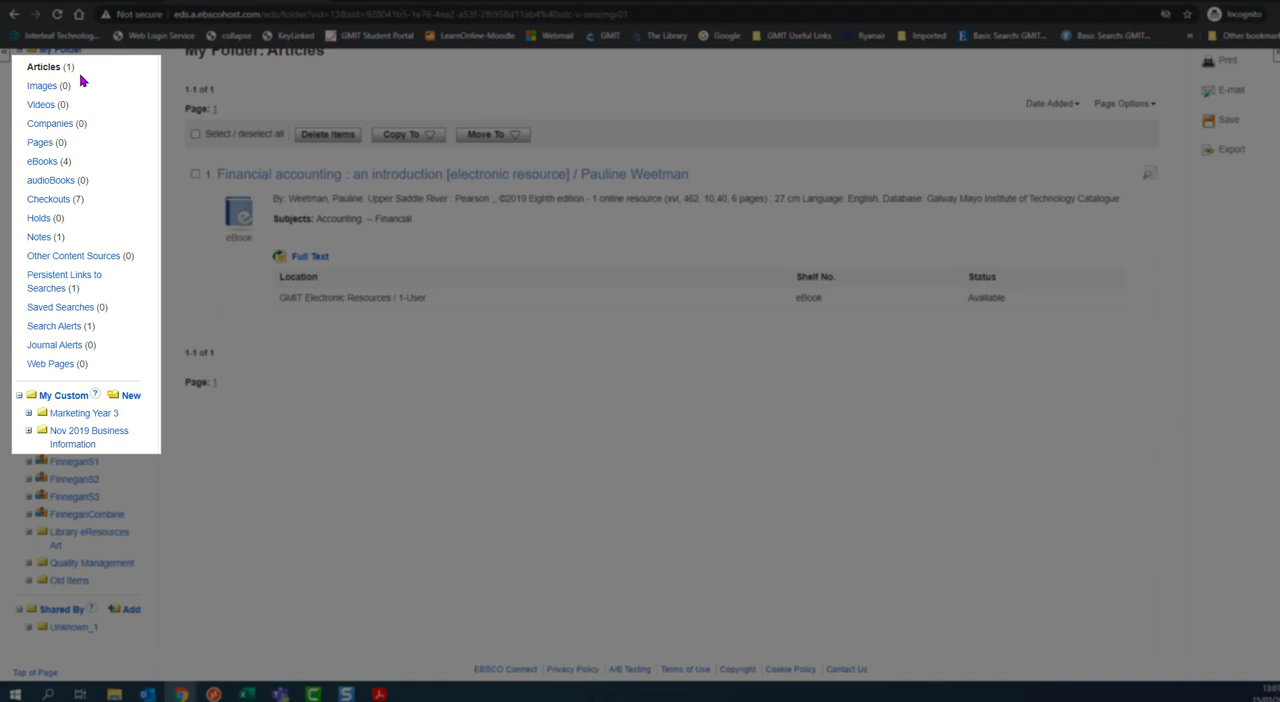 Not secure eds.a.ebscohost.com/eds/folder?vid=13&sid=928041b5-1e76-4ea2-a53f-2f6958d11ab4%40sdc-v-sessmgr01 Incognito
Interleaf Technolog... Web Login Service collapse KeyLinked GMIT Student Portal LearnOnline-Moodle Webmail GMIT The Library Google GMIT Useful Links Ryanair Imported Basic Search: GMIT... Basic Search: GMIT... » Other bookmar
My Folder
My Folder: Articles
Articles (1)
Images (0)
Videos (0)
Companies (0)
Pages (0)
eBooks (4)
audioBooks (0)
Checkouts (7)
Holds (0)
Notes (1)
Other Content Sources (0)
Persistent Links to
Searches (1)
Saved Searches (0)
Search Alerts (1)
Journal Alerts (0)
Web Pages (0)
My Custom ? New
Marketing Year 3
Nov 2019 Business
Information
FinneganS1
FinneganS2
FinneganS3
FinneganCombine
Library eResources
Art
Quality Management
Old Items
Shared By ? Add
Unknown_1
Top of Page
1-1 of 1
Page: 1
Date Added Page Options
Select / deselect all Delete Items Copy To Move To
1. Financial accounting : an introduction [electronic resource] / Pauline Weetman
By: Weetman, Pauline. Upper Saddle River : Pearson ,, ©2019 Eighth edition - 1 online resource (xvi, 462, 10,40, 6 pages) ; 27 cm Language: English, Database: Galway Mayo Institute of Technology Catalogue
Subjects: Accounting. -- Financial
eBook
Full Text
Location Shelf No. Status
GMIT Electronic Resources / 1-User eBook Available
1-1 of 1
Page: 1
Print
E-mail
Save
Export
EBSCO Connect Privacy Policy A/B Testing Terms of Use Copyright Cookie Policy Contact Us
13:01